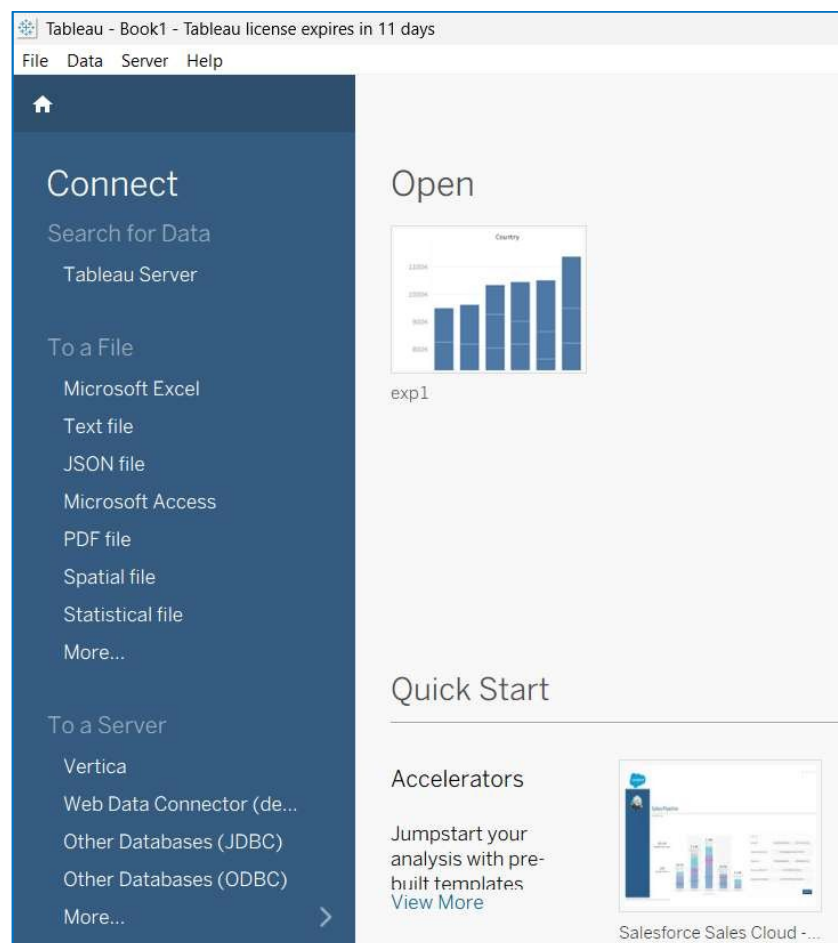 Tableau - Book1 - Tableau license expires in 11 days
File Data Server Help
Connect
Search for Data
Tableau Server
To a File
Microsoft Excel
Text file
JSON file
Microsoft Access
PDF file
Spatial file
Statistical file
More...
To a Server
Vertica
Web Data Connector (de...
Other Databases (JDBC)
Other Databases (ODBC)
More...
Open
Country
exp1
Quick Start
Accelerators
Jumpstart your
analysis with pre-
built templates
View More
Salesforce Sales Cloud -...